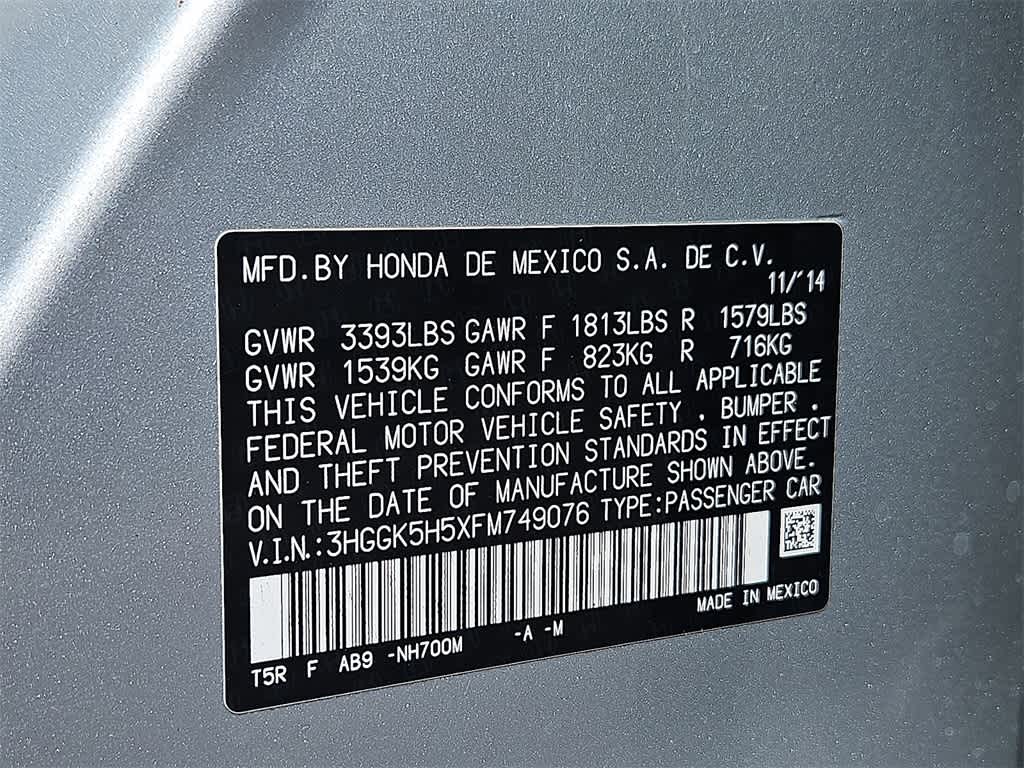 MFD.BY HONDA DE MEXICO S.A. DE C.V.
11/'14
GVWR 3393LBS GAWR F 1813LBS R 1579LBS
GVWR 1539KG GAWR F 823KG R 716KG
THIS VEHICLE CONFORMS TO ALL APPLICABLE
FEDERAL MOTOR VEHICLE SAFETY , BUMPER ,
AND THEFT PREVENTION STANDARDS IN EFFECT
ON THE DATE OF MANUFACTURE SHOWN ABOVE.
V.I.N.:3HGGK5H5XFM749076 TYPE:PASSENGER CAR
MADE IN MEXICO
T5R F AB9 -NH700M -A -M